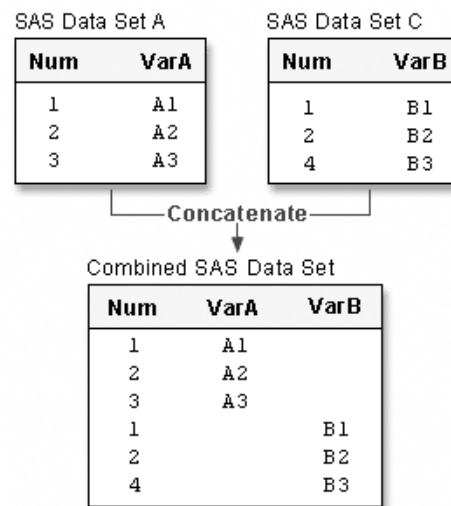 SAS Data Set A
SAS Data Set C
Num VarA
Num VarB
1 A1
2 A2
3 A3
1 B1
2 B2
4 B3
Concatenate
Combined SAS Data Set
Num VarA VarB
1 A1
2 A2
3 A3
1 B1
2 B2
4 B3